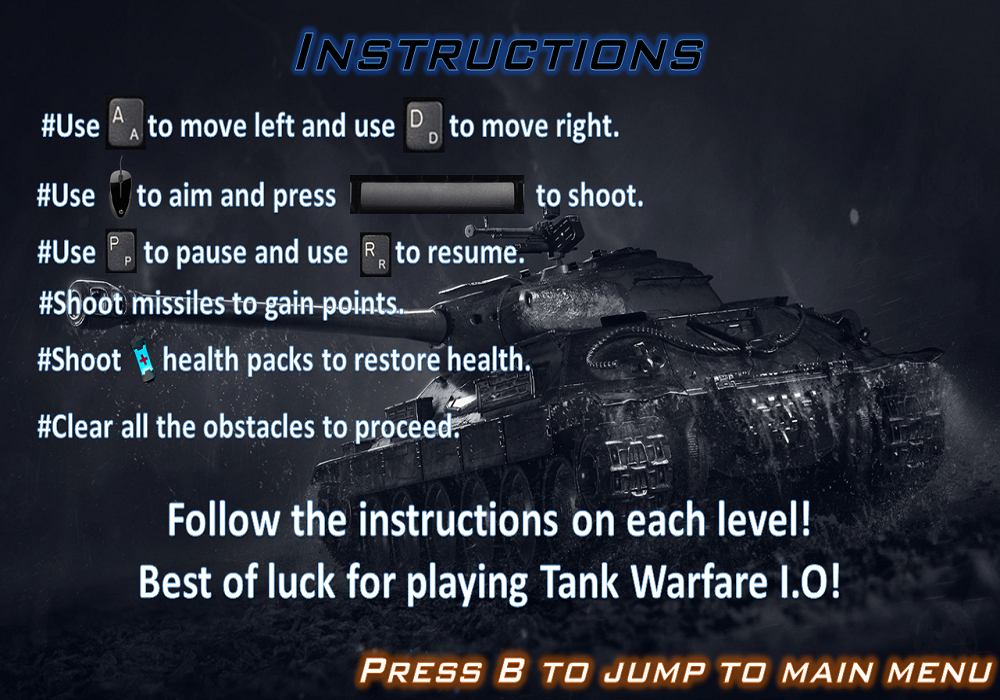 Instructions
#Use A A to move left and use D D to move right.
#Use to aim and press to shoot.
#Use P P to pause and use R R to resume.
#Shoot missiles to gain points.
#Shoot health packs to restore health.
#Clear all the obstacles to proceed.
Follow the instructions on each level!
Best of luck for playing Tank Warfare I.O!
Press B to jump to main menu